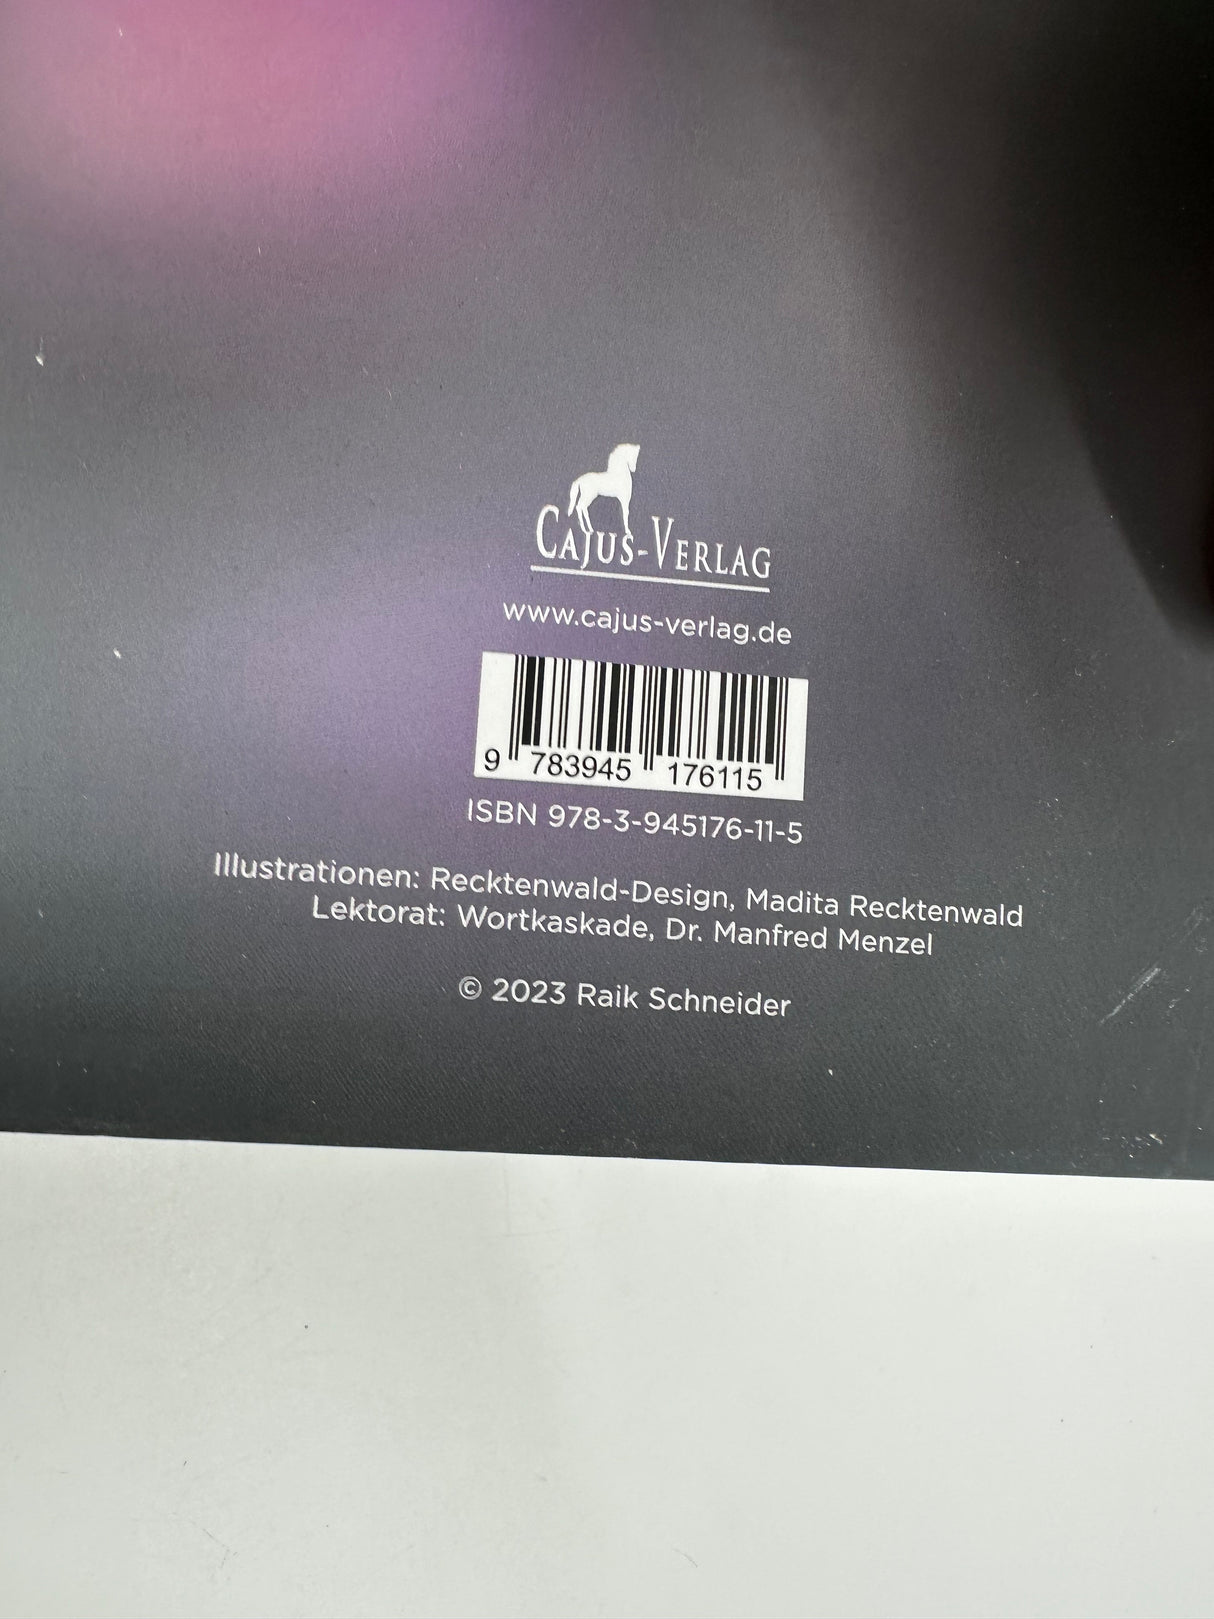 CAJUS-VERLAG
www.cajus-verlag.de
9 783945 176115
ISBN 978-3-945176-11-5
Illustrationen: Recktenwald-Design, Madita Recktenwald
Lektorat: Wortkaskade, Dr. Manfred Menzel
© 2023 Raik Schneider